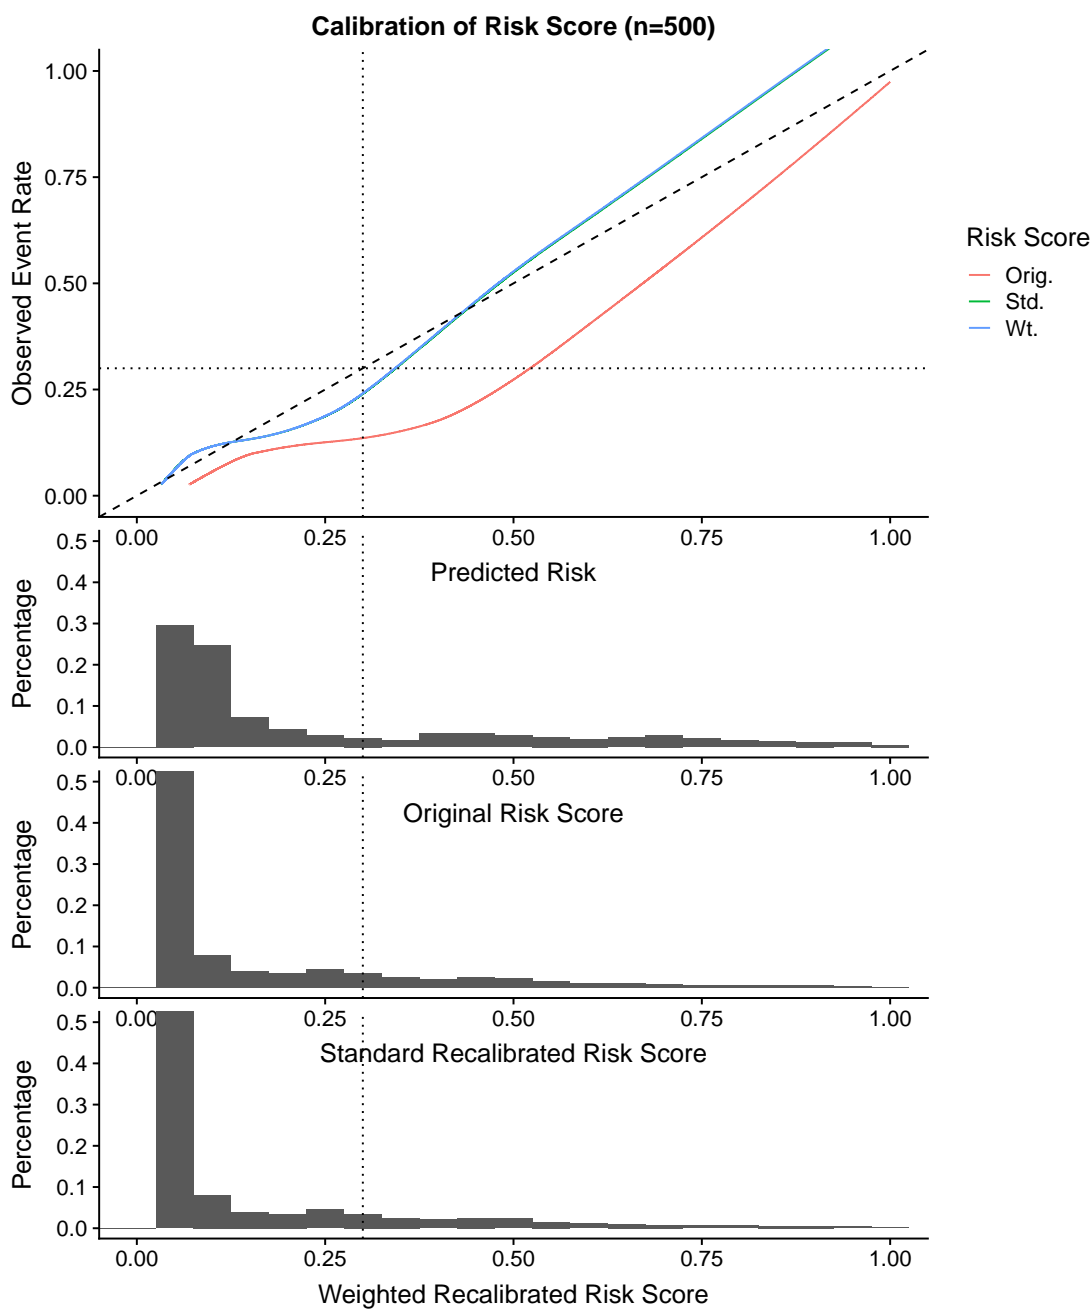 Calibration of Risk Score (n=500)
Observed Event Rate
1.00
0.75
0.50
0.25
0.00
0.00 0.25 0.50 0.75 1.00
Predicted Risk
Risk Score
Orig.
Std.
Wt.
Percentage
0.5
0.4
0.3
0.2
0.1
0.0
0.00 0.25 0.50 0.75 1.00
Original Risk Score
Percentage
0.5
0.4
0.3
0.2
0.1
0.0
0.00 0.25 0.50 0.75 1.00
Standard Recalibrated Risk Score
Percentage
0.5
0.4
0.3
0.2
0.1
0.0
0.00 0.25 0.50 0.75 1.00
Weighted Recalibrated Risk Score